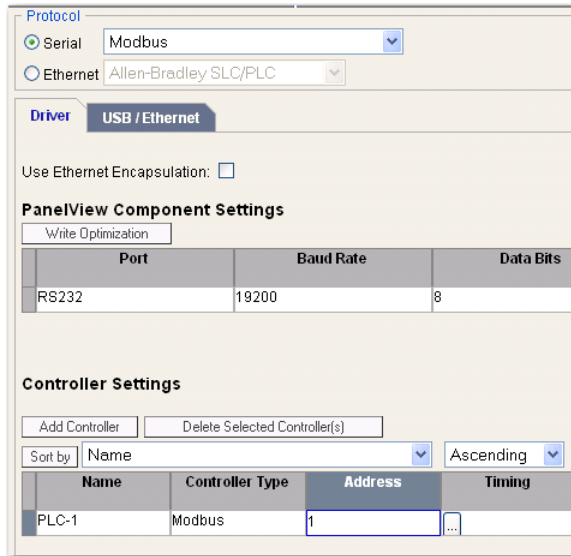 Protocol
Serial Modbus
Ethernet Allen-Bradley SLC/PLC
Driver USB / Ethernet
Use Ethernet Encapsulation:
PanelView Component Settings
Write Optimization
Port Baud Rate Data Bits
RS232 19200 8
Controller Settings
Add Controller Delete Selected Controller(s)
Sort by Name Ascending
Name Controller Type Address Timing
PLC-1 Modbus 1 ...